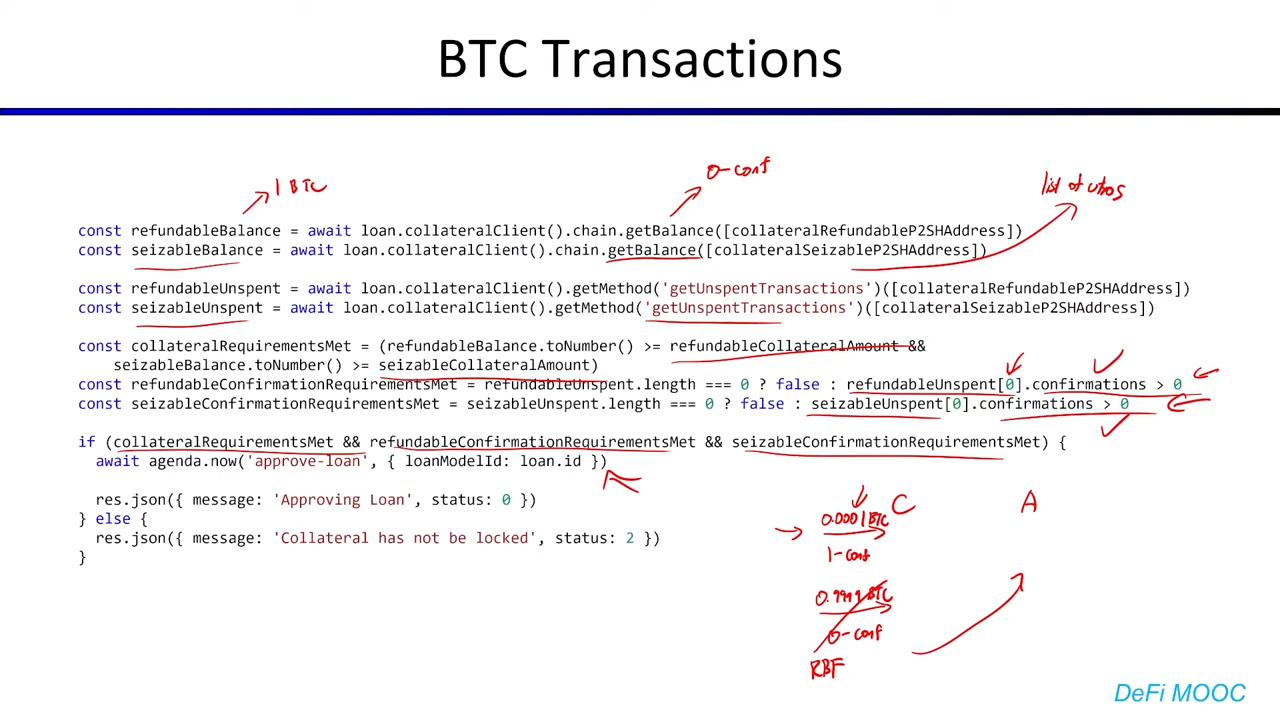 BTC Transactions
1 BTC
0-conf
list of utxos
const refundableBalance = await loan.collateralClient().chain.getBalance([collateralRefundableP2SHAddress])
const seizableBalance = await loan.collateralClient().chain.getBalance([collateralSeizableP2SHAddress])
const refundableUnspent = await loan.collateralClient().getMethod('getUnspentTransactions')([collateralRefundableP2SHAddress])
const seizableUnspent = await loan.collateralClient().getMethod('getUnspentTransactions')([collateralSeizableP2SHAddress])
const collateralRequirementsMet = (refundableBalance.toNumber() >= refundableCollateralAmount &&
seizableBalance.toNumber() >= seizableCollateralAmount)
const refundableConfirmationRequirementsMet = refundableUnspent.length === 0 ? false : refundableUnspent[0].confirmations > 0
const seizableConfirmationRequirementsMet = seizableUnspent.length === 0 ? false : seizableUnspent[0].confirmations > 0
if (collateralRequirementsMet && refundableConfirmationRequirementsMet && seizableConfirmationRequirementsMet) {
await agenda.now('approve-loan', { loanModelId: loan.id })
res.json({ message: 'Approving Loan', status: 0 })
} else {
res.json({ message: 'Collateral has not be locked', status: 2 })
}
C
A
0.0001 BTC
1-conf
0.9999 BTC
0-conf
RBF
DeFi MOOC